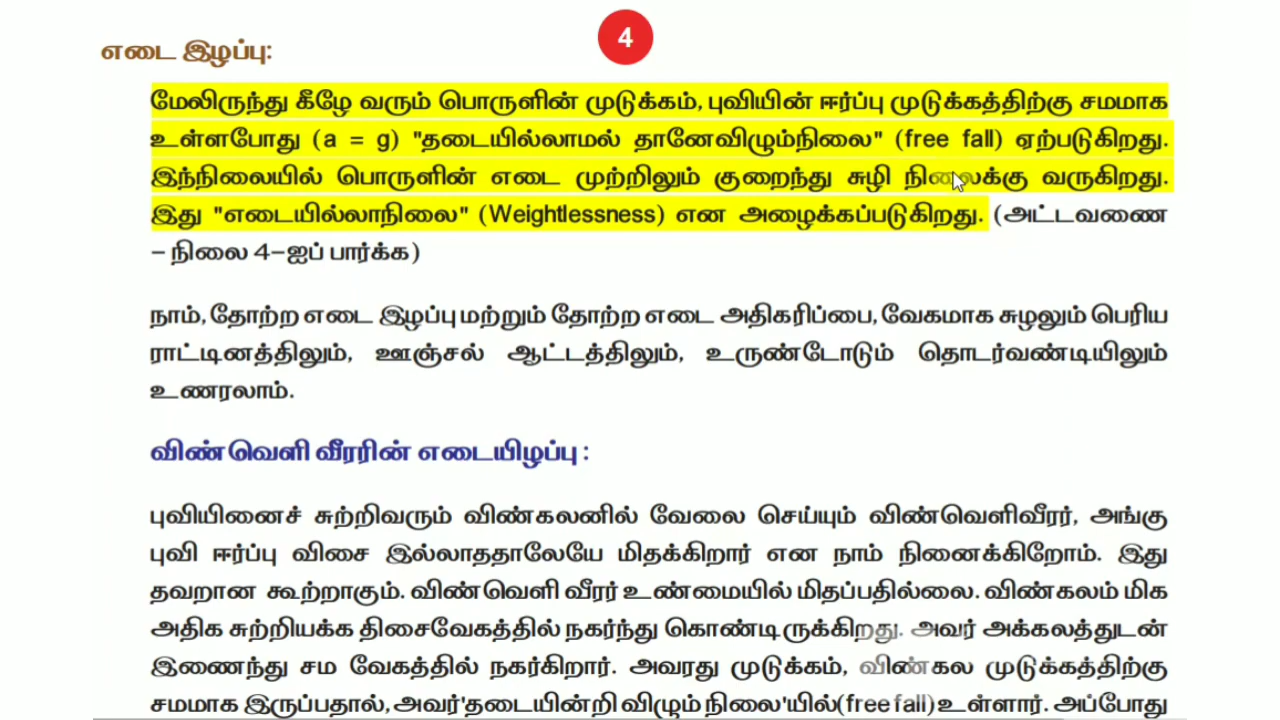 4
எடை இழப்பு:
மேலிருந்து கீழே வரும் பொருளின் முடுக்கம், புவியின் ஈர்ப்பு முடுக்கத்திற்கு சமமாக
உள்ளபோது (a = g) "தடையில்லாமல் தானேவிழும்நிலை" (free fall) ஏற்படுகிறது.
இந்நிலையில் பொருளின் எடை முற்றிலும் குறைந்து சுழி நிலைக்கு வருகிறது.
இது "எடையில்லாநிலை" (Weightlessness) என அழைக்கப்படுகிறது. (அட்டவணை
– நிலை 4–ஐப் பார்க்க)
நாம், தோற்ற எடை இழப்பு மற்றும் தோற்ற எடை அதிகரிப்பை, வேகமாக சுழலும் பெரிய
ராட்டினத்திலும், ஊஞ்சல் ஆட்டத்திலும், உருண்டோடும் தொடர்வண்டியிலும்
உணரலாம்.
விண்வெளி வீரரின் எடையிழப்பு :
புவியினைச் சுற்றிவரும் விண்கலனில் வேலை செய்யும் விண்வெளிவீரர், அங்கு
புவி ஈர்ப்பு விசை இல்லாததாலேயே மிதக்கிறார் என நாம் நினைக்கிறோம். இது
தவறான கூற்றாகும். விண்வெளி வீரர் உண்மையில் மிதப்பதில்லை. விண்கலம் மிக
அதிக சுற்றியக்க திசைவேகத்தில் நகர்ந்து கொண்டிருக்கிறது. அவர் அக்கலத்துடன்
இணைந்து சம வேகத்தில் நகர்கிறார். அவரது முடுக்கம், விண்கல முடுக்கத்திற்கு
சமமாக இருப்பதால், அவர் 'தடையின்றி விழும் நிலை'யில் (free fall) உள்ளார். அப்போது